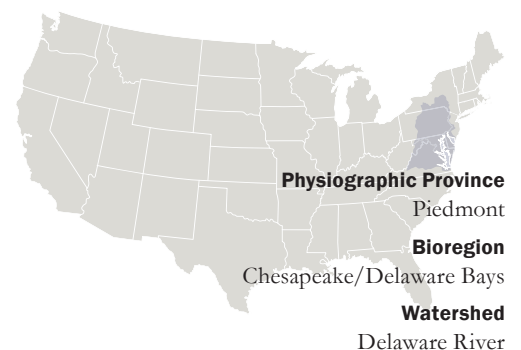 Physiographic Province
Piedmont
Bioregion
Chesapeake/Delaware Bays
Watershed
Delaware River